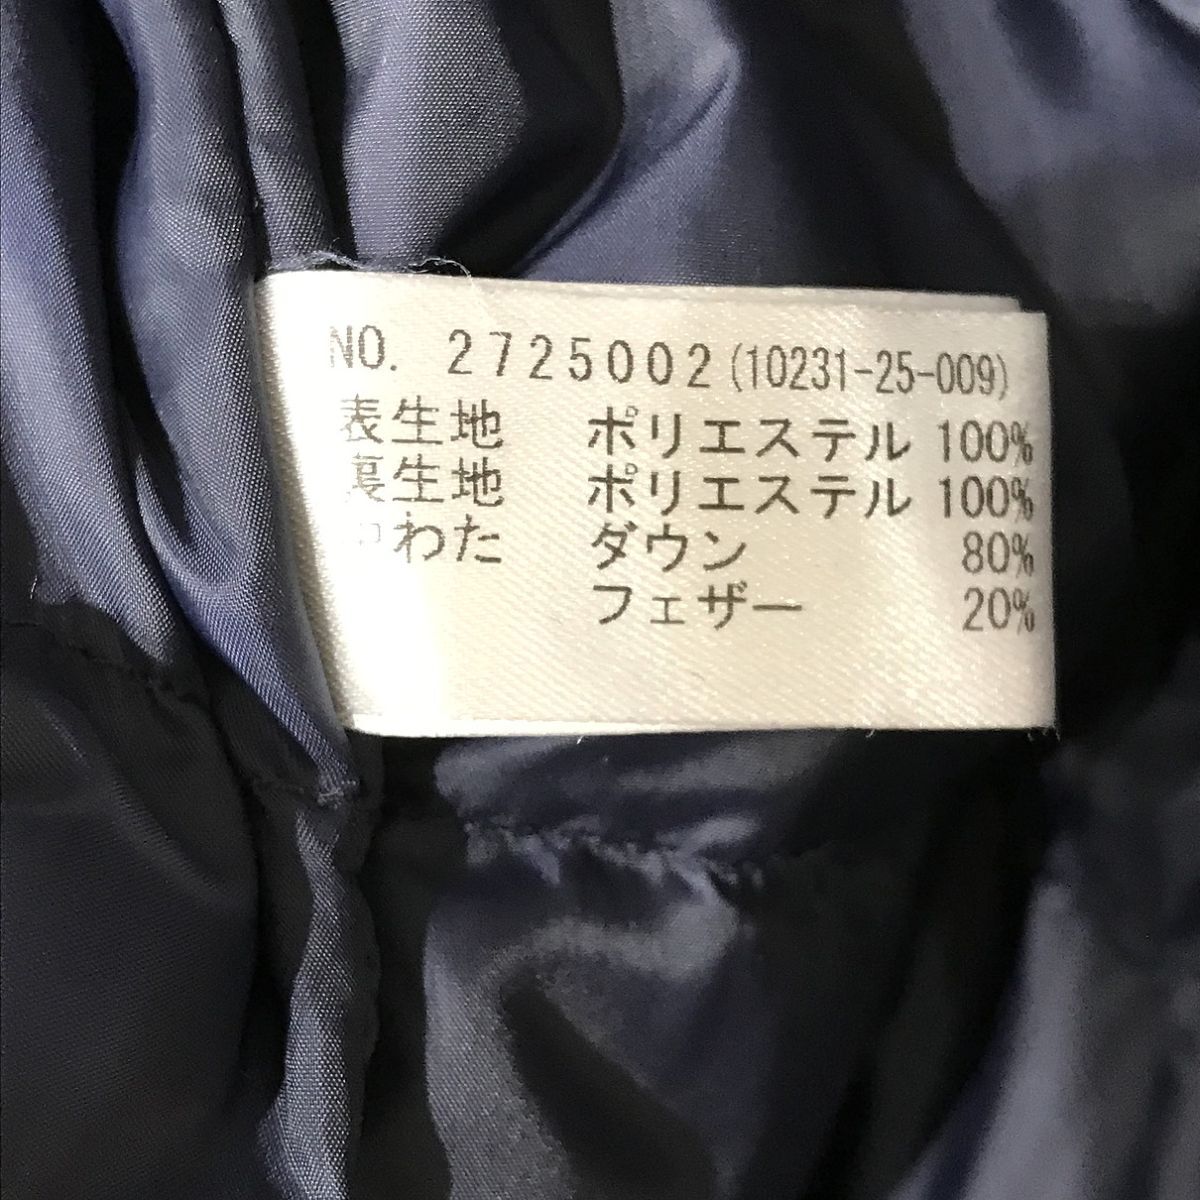 NO. 2725002(10231-25-009)
表生地 ポリエステル 100%
裏生地 ポリエステル 100%
中わた ダウン 80%
フェザー 20%